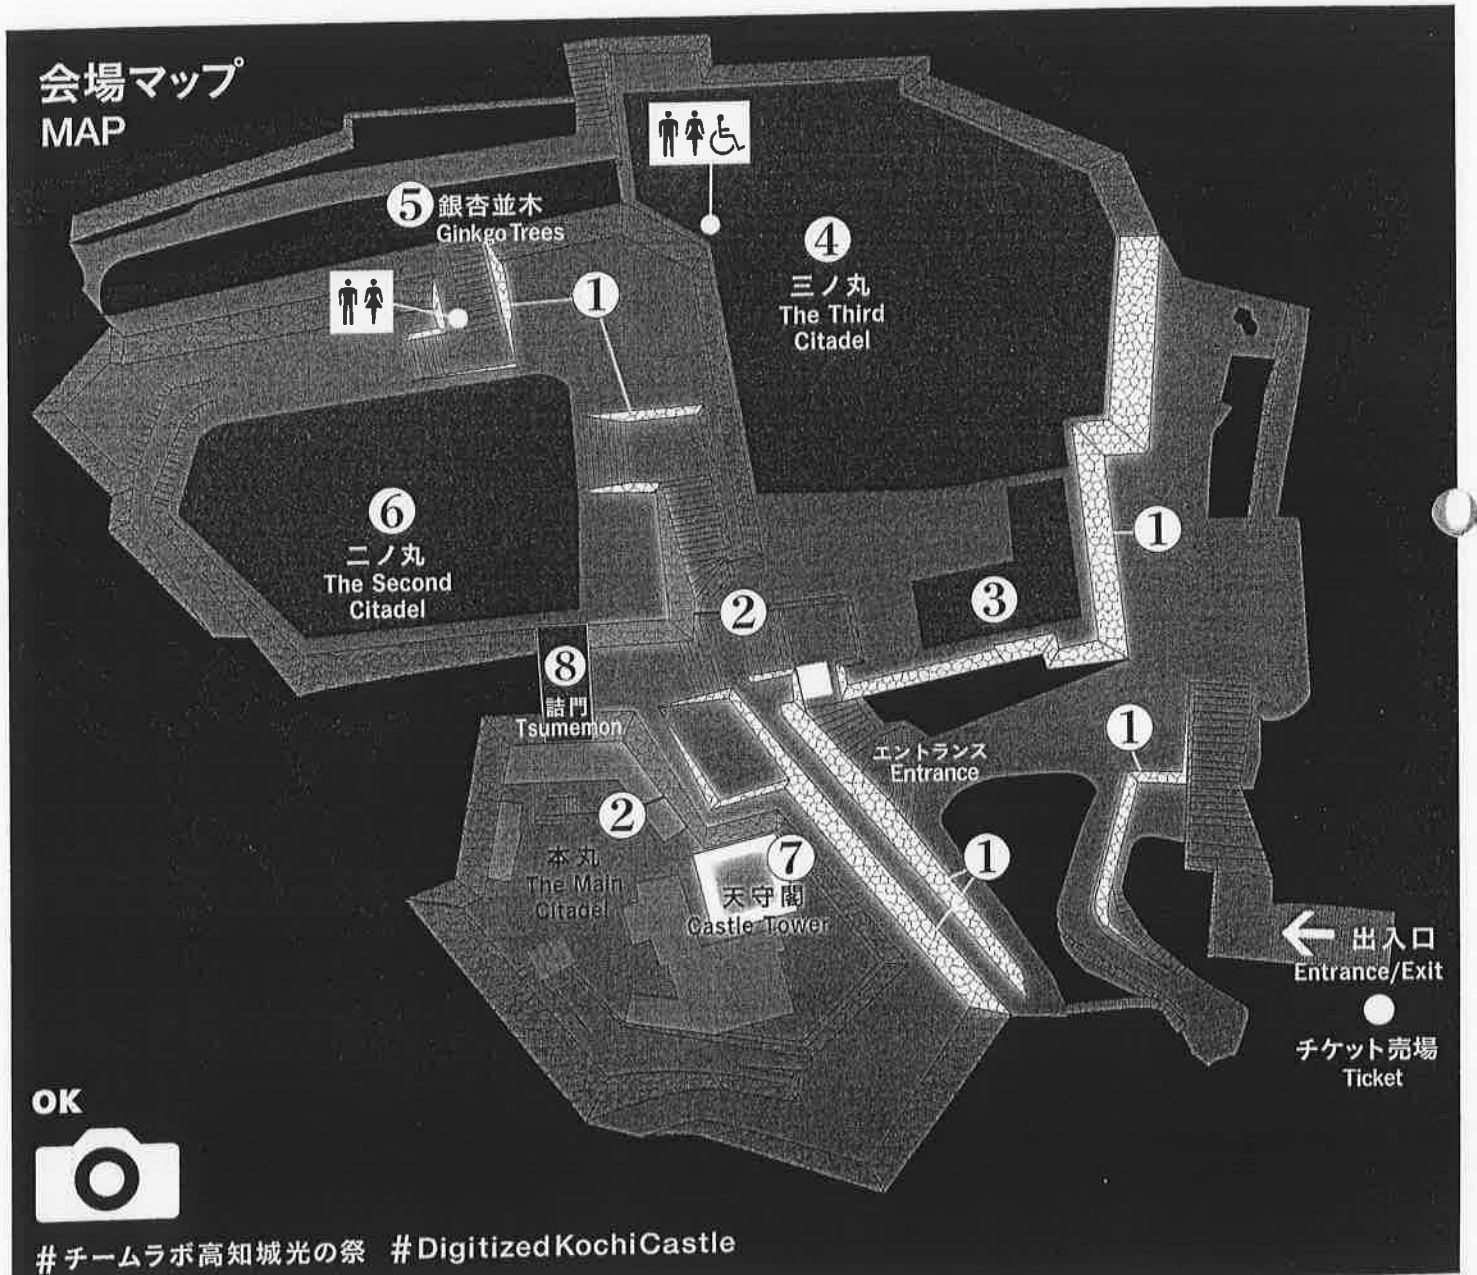 会場マップ
MAP
⑤ 銀杏並木
Ginkgo Trees
①
④
三ノ丸
The Third
Citadel
⑥
二ノ丸
The Second
Citadel
①
②
③
⑧
詰門
Tsumemon
①
エントランス
Entrance
②
本丸
The Main
Citadel
⑦
天守閣
Castle Tower
①
← 出入口
Entrance/Exit
チケット売場
Ticket
OK
#チームラボ高知城光の祭 #DigitizedKochiCastle